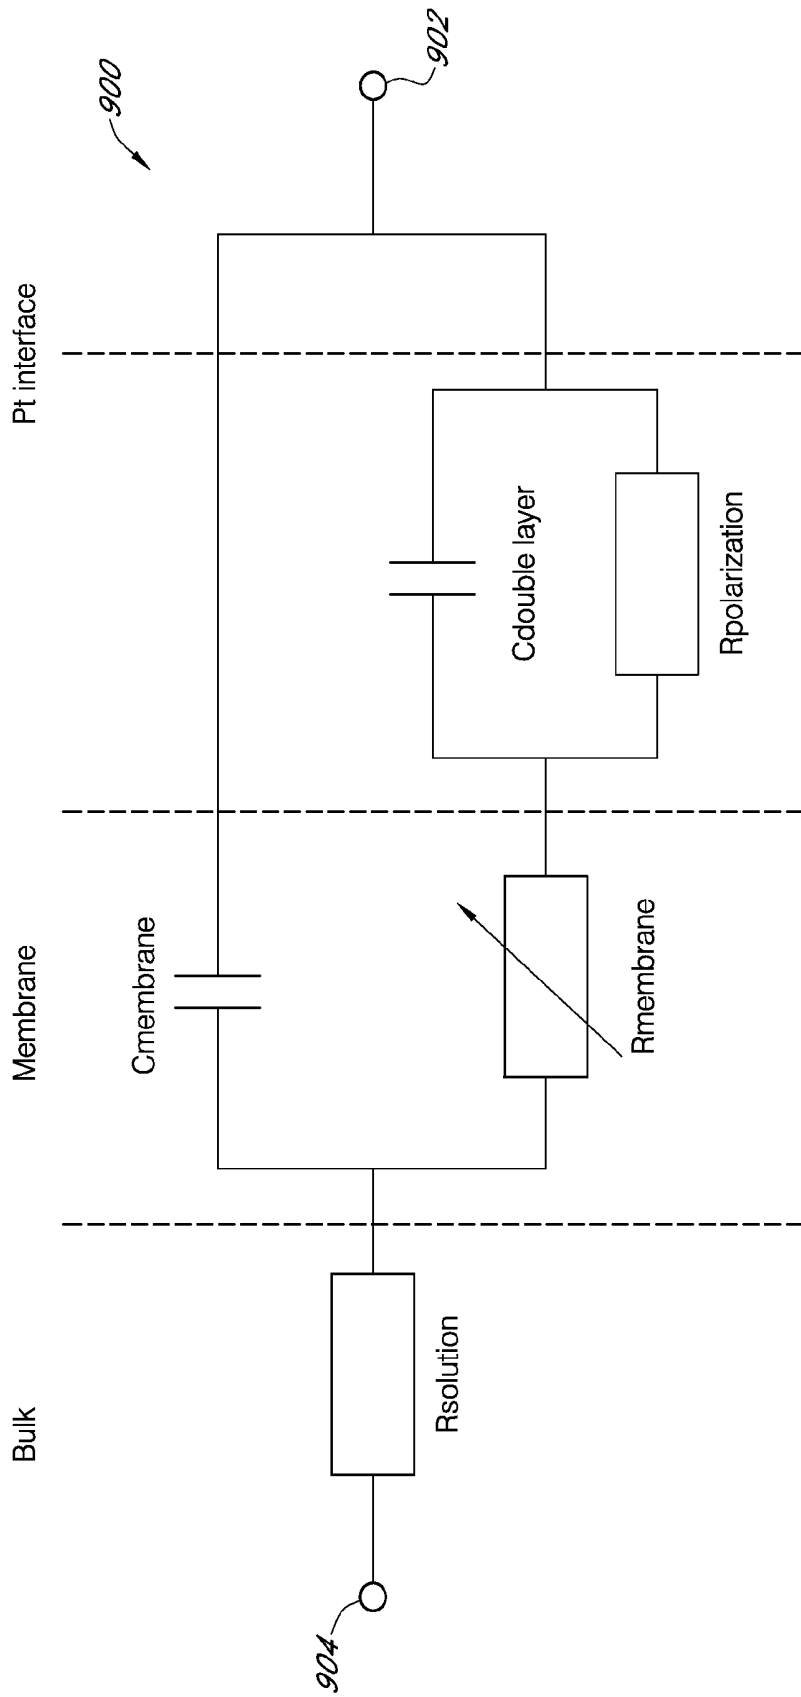 900
902
Bulk
Membrane
Pt interface
Cmembrane
Cdouble layer
Rsolution
Rmembrane
Rpolarization
904